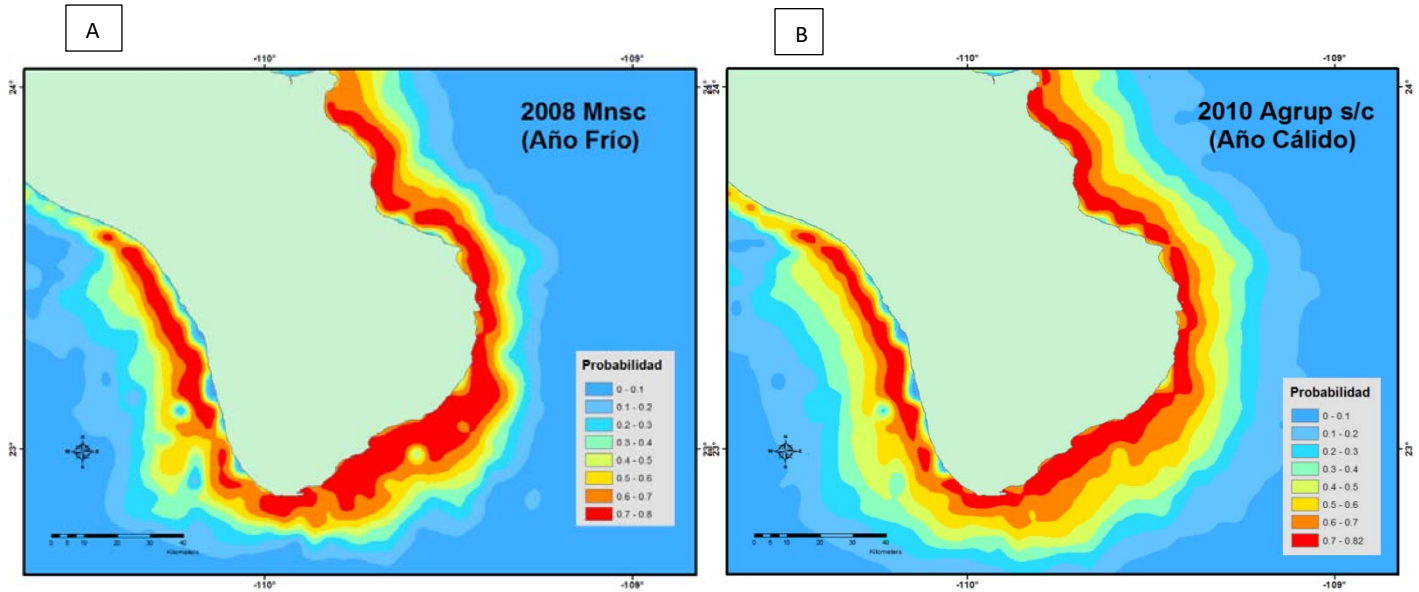 A
-110°
-109°
24°
2008 Mnsc
(Año Frío)
Probabilidad
0 - 0.1
0.1 - 0.2
0.2 - 0.3
0.3 - 0.4
0.4 - 0.5
0.5 - 0.6
0.6 - 0.7
0.7 - 0.8
23°
N
W
E
S
0 5 10 20 30 40
Kilometers
-110°
-109°
B
-110°
-109°
24°
2010 Agrup s/c
(Año Cálido)
Probabilidad
0 - 0.1
0.1 - 0.2
0.2 - 0.3
0.3 - 0.4
0.4 - 0.5
0.5 - 0.6
0.6 - 0.7
0.7 - 0.82
23°
23°
N
W
E
S
0 5 10 20 30 40
Kilometers
-110°
-109°